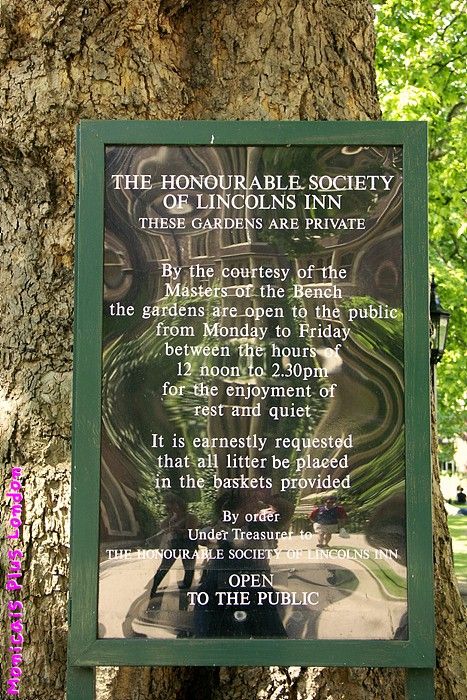 THE HONOURABLE SOCIETY
OF LINCOLNS INN
THESE GARDENS ARE PRIVATE
By the courtesy of the
Masters of the Bench
the gardens are open to the public
from Monday to Friday
between the hours of
12 noon to 2.30pm
for the enjoyment of
rest and quiet
It is earnestly requested
that all litter be placed
in the baskets provided
By order
Under Treasurer to
THE HONOURABLE SOCIETY OF LINCOLNS INN
OPEN
TO THE PUBLIC
Monicasis Plus London